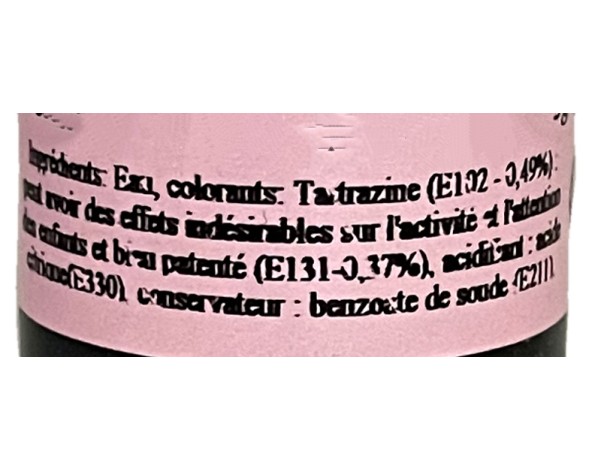 Ingrédients: Eau, colorants: Tartrazine (E102 - 0,49%) :
peut avoir des effets indésirables sur l'activité et l'attention
des enfants et bleu patenté (E131-0,37%), acidifiant : acide
citrique(E330), conservateur : benzoate de soude (E211)